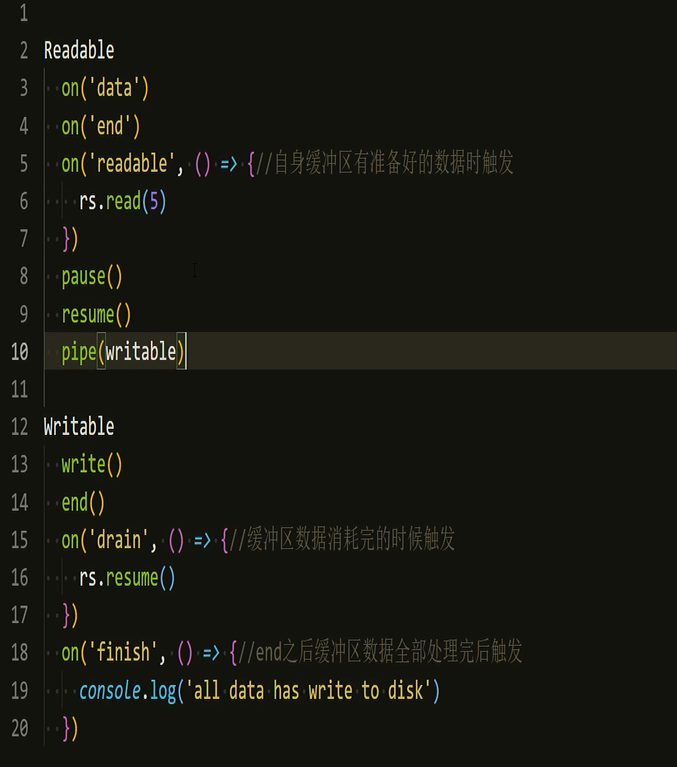 1
2 Readable
3 on('data')
4 on('end')
5 on('readable', () => {//自身缓冲区有准备好的数据时触发
6 rs.read(5)
7 })
8 pause()
9 resume()
10 pipe(writable)
11
12 Writable
13 write()
14 end()
15 on('drain', () => {//缓冲区数据消耗完的时候触发
16 rs.resume()
17 })
18 on('finish', () => {//end之后缓冲区数据全部处理完后触发
19 console.log('all data has write to disk')
20 })